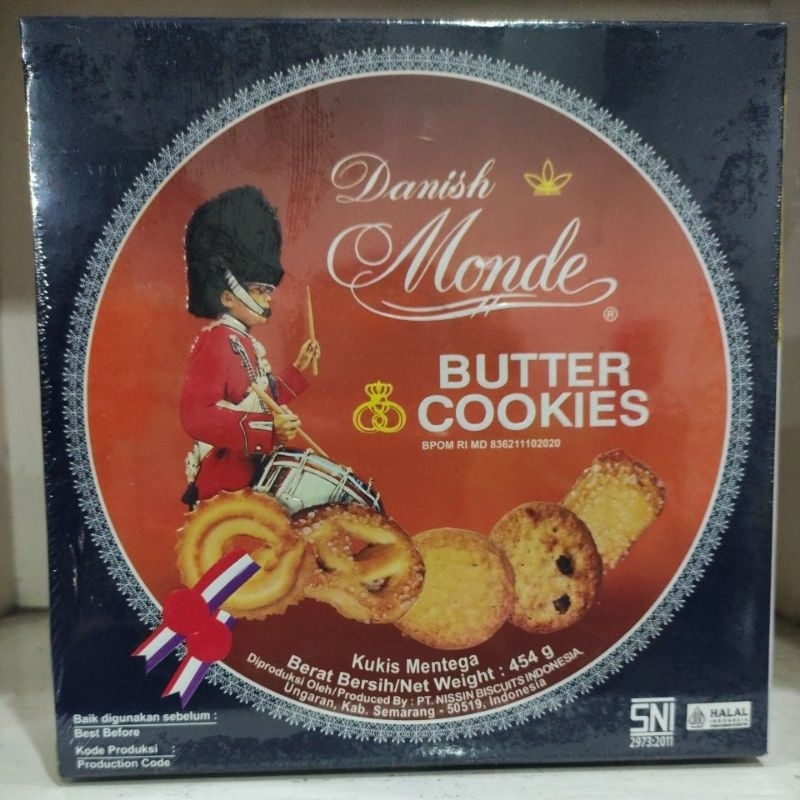 Danish
Monde
®
BUTTER
COOKIES
BPOM RI MD 836211102020
Kukis Mentega
Berat Bersih/Net Weight : 454 g
Diproduksi Oleh/Produced By : PT. NISSIN BISCUITS INDONESIA,
Ungaran, Kab. Semarang - 50519, Indonesia
Baik digunakan sebelum :
Best Before
Kode Produksi :
Production Code
SNI
2973:2011
HALAL
INDONESIA